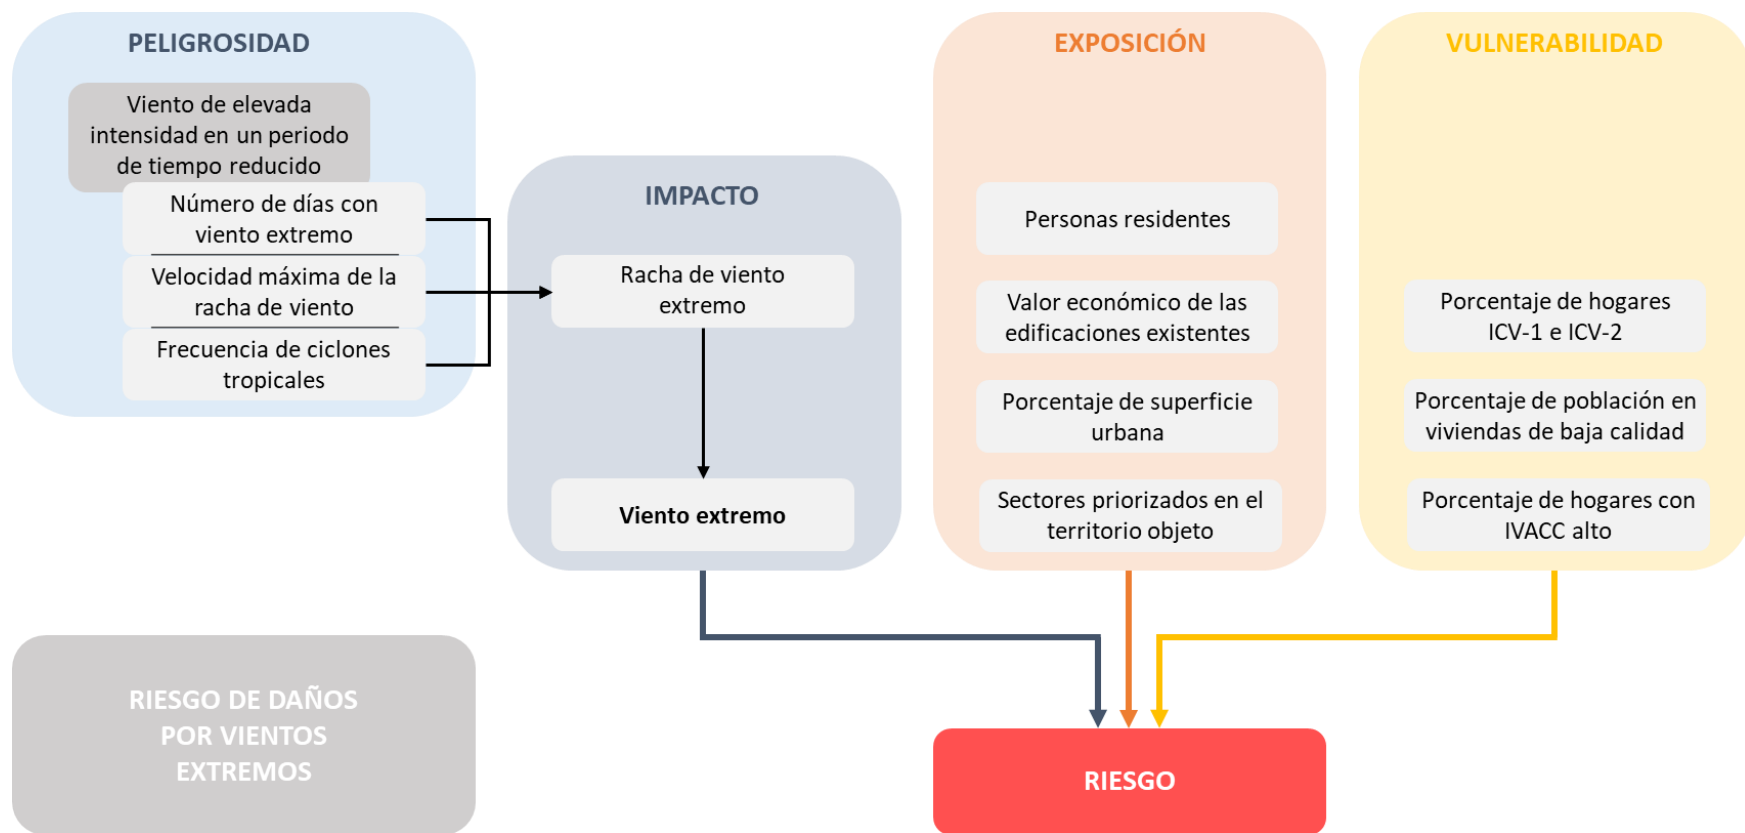 PELIGROSIDAD
Viento de elevada
intensidad en un periodo
de tiempo reducido
Número de días con
viento extremo
Velocidad máxima de la
racha de viento
Frecuencia de ciclones
tropicales
IMPACTO
Racha de viento
extremo
Viento extremo
EXPOSICIÓN
Personas residentes
Valor económico de las
edificaciones existentes
Porcentaje de superficie
urbana
Sectores priorizados en el
territorio objeto
VULNERABILIDAD
Porcentaje de hogares
ICV-1 e ICV-2
Porcentaje de población en
viviendas de baja calidad
Porcentaje de hogares con
IVACC alto
RIESGO DE DAÑOS
POR VIENTOS
EXTREMOS
RIESGO